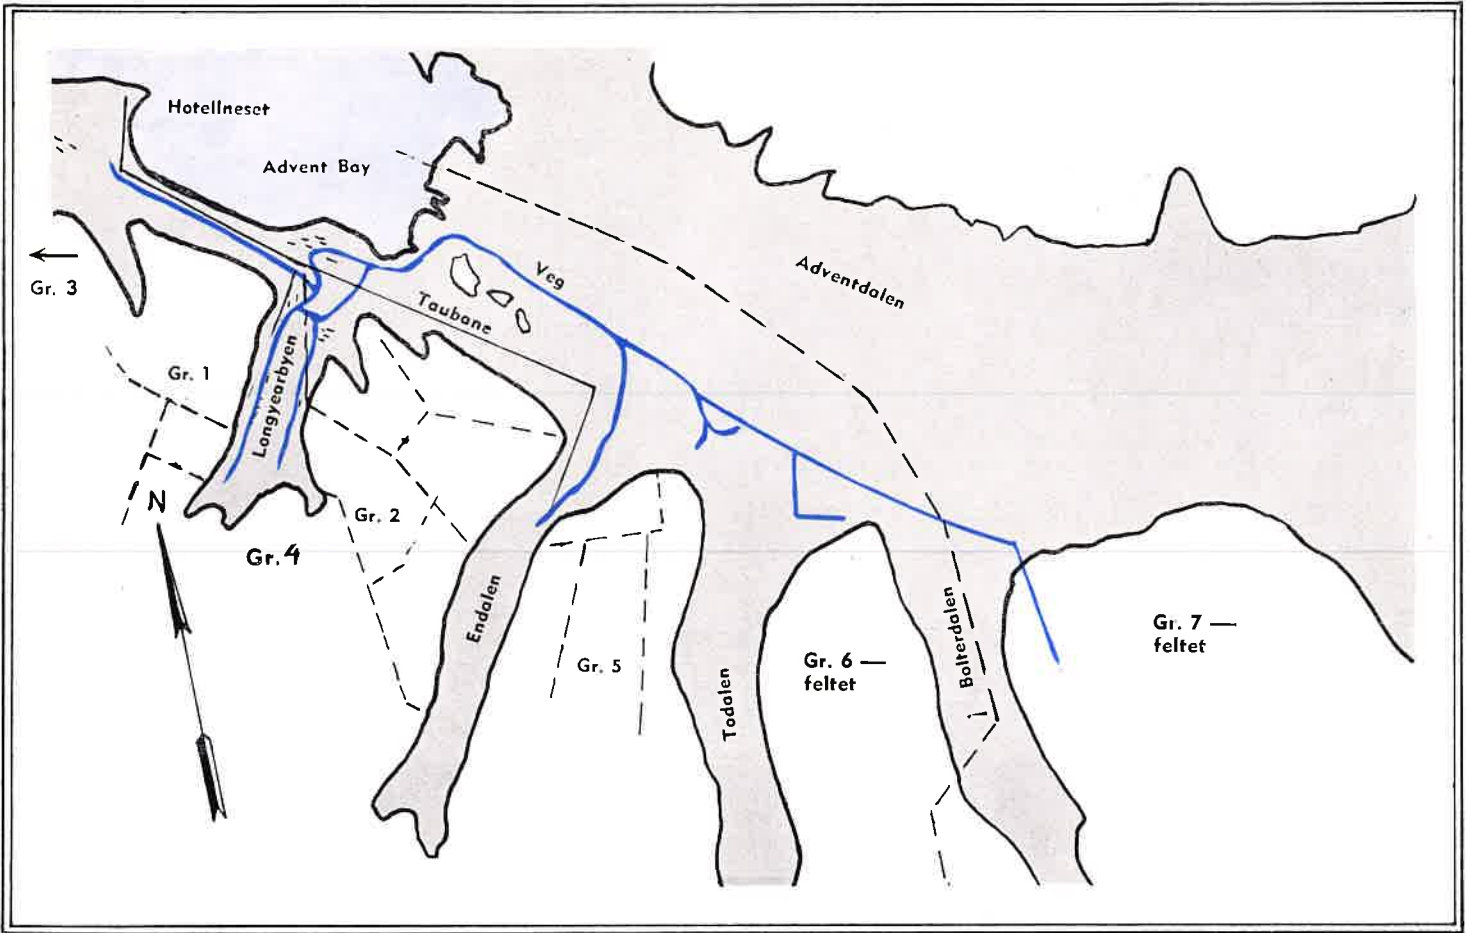 Hotellneset
Advent Bay
Gr. 3
Veg
Adventdalen
Taubane
Gr. 1
Longyearbyen
N
Gr. 2
Gr. 4
Endalen
Gr. 5
Todalen
Gr. 6 —
feltet
Bolterdalen
Gr. 7 —
feltet